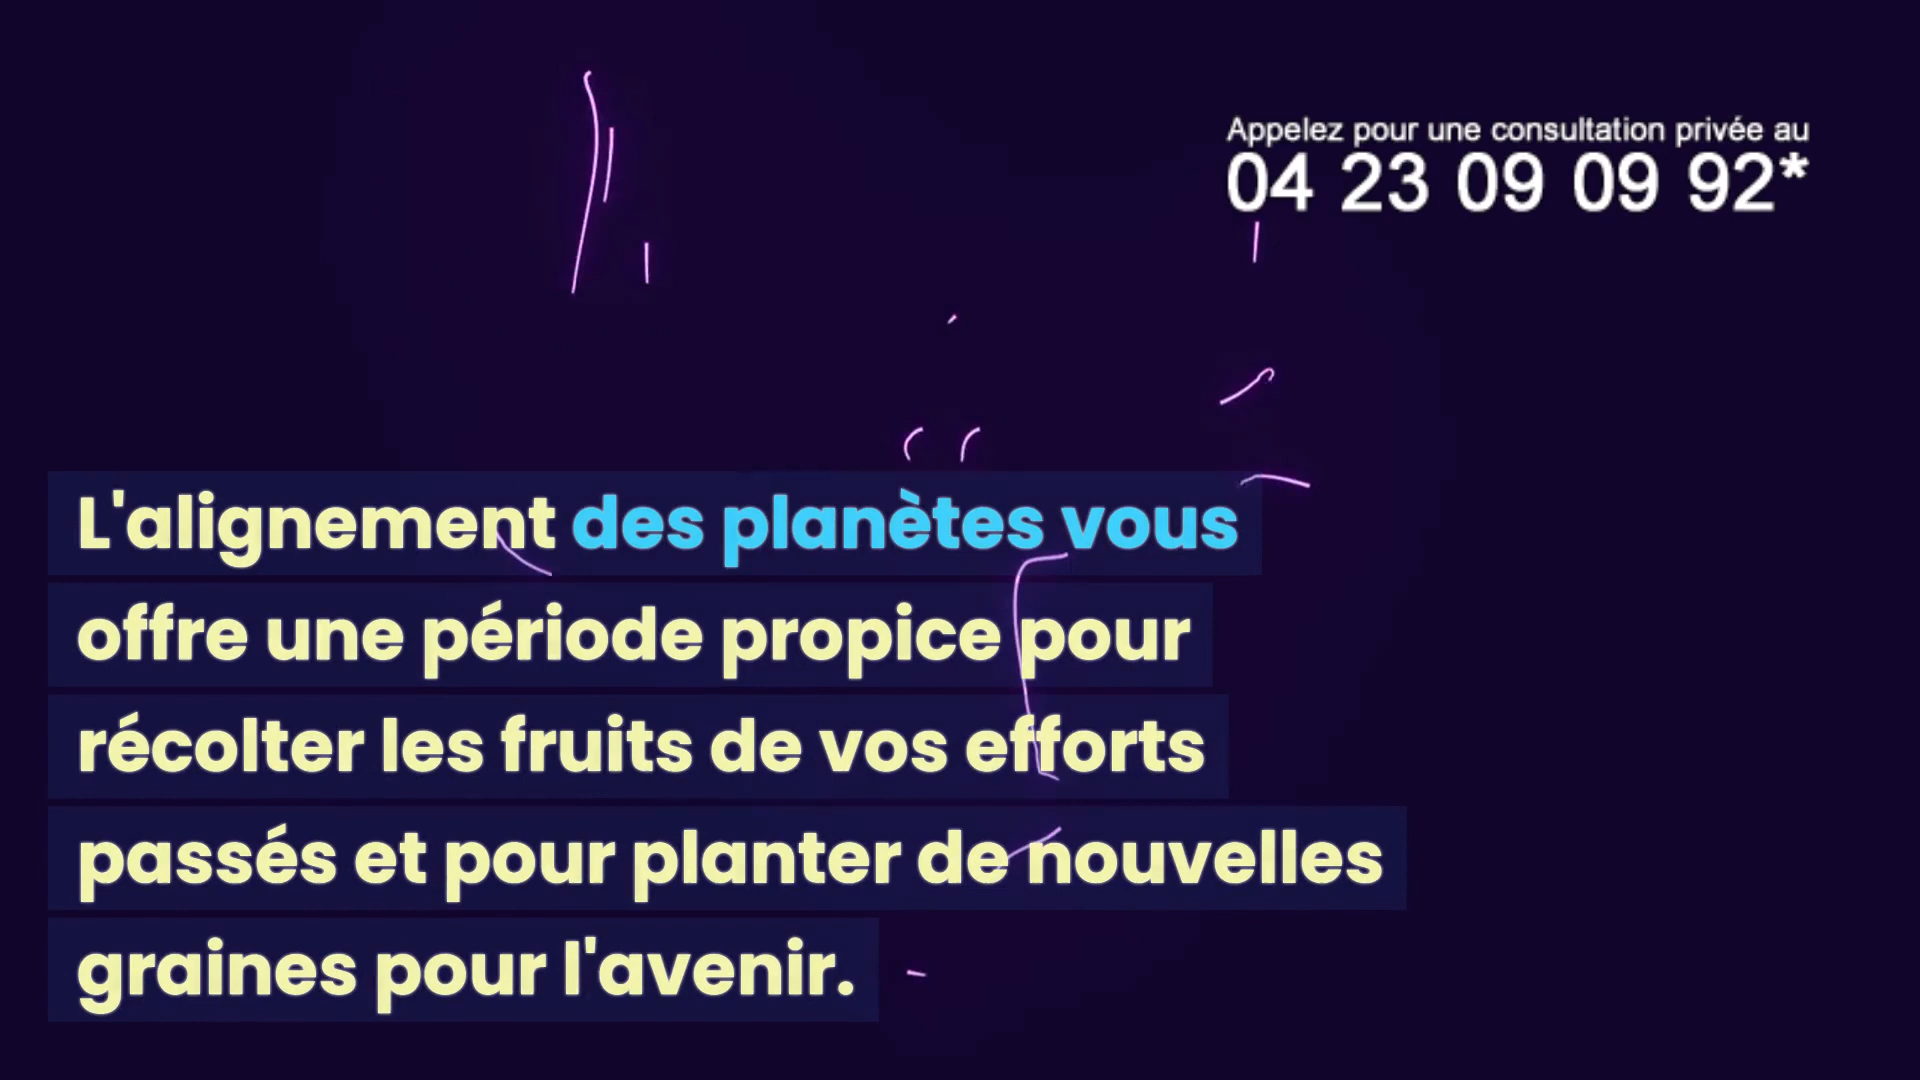 Appelez pour une consultation privée au
04 23 09 09 92*
L'alignement des planètes vous
offre une période propice pour
récolter les fruits de vos efforts
passés et pour planter de nouvelles
graines pour l'avenir.